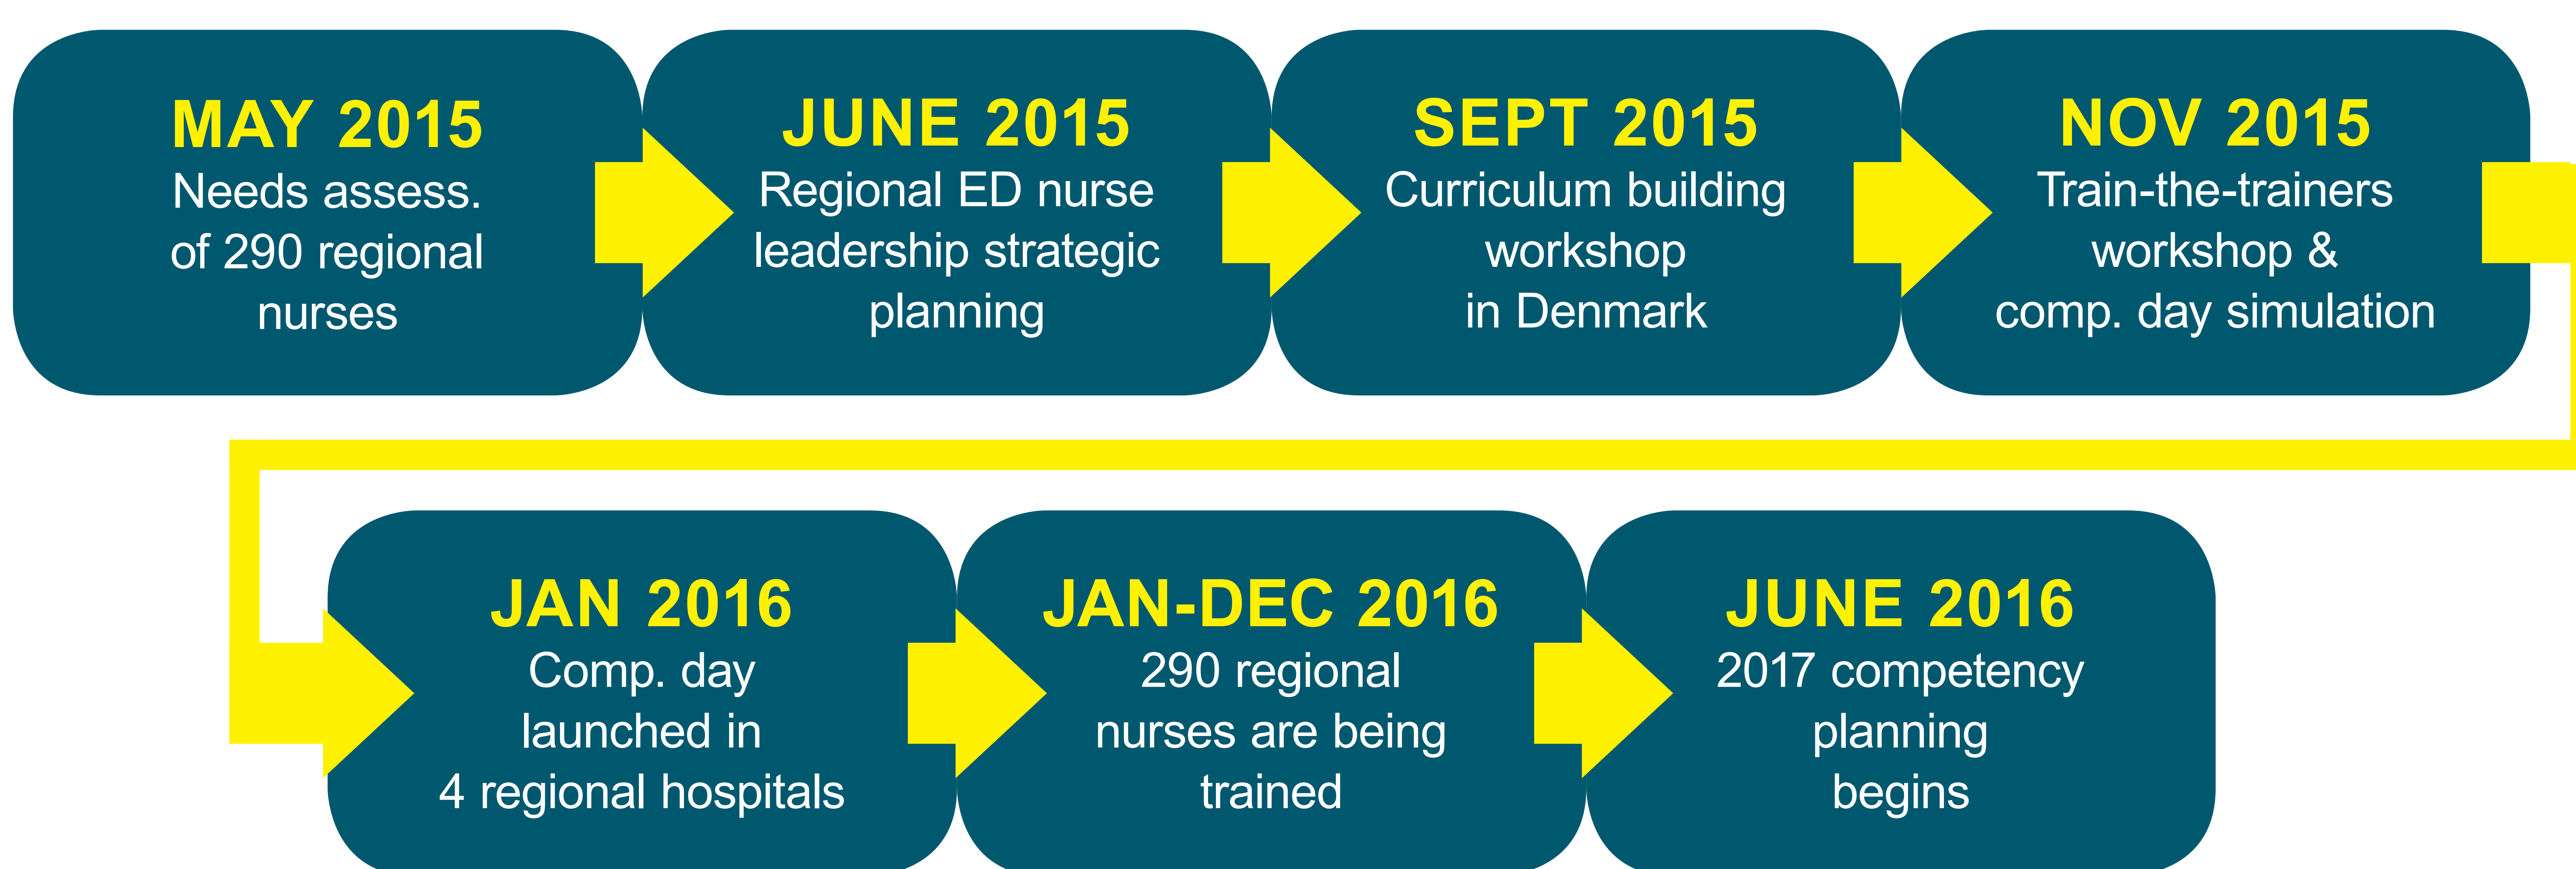 MAY 2015
Needs assess.
of 290 regional
nurses
JUNE 2015
Regional ED nurse
leadership strategic
planning
SEPT 2015
Curriculum building
workshop
in Denmark
NOV 2015
Train-the-trainers
workshop &
comp. day simulation
JAN 2016
Comp. day
launched in
4 regional hospitals
JAN-DEC 2016
290 regional
nurses are being
trained
JUNE 2016
2017 competency
planning
begins